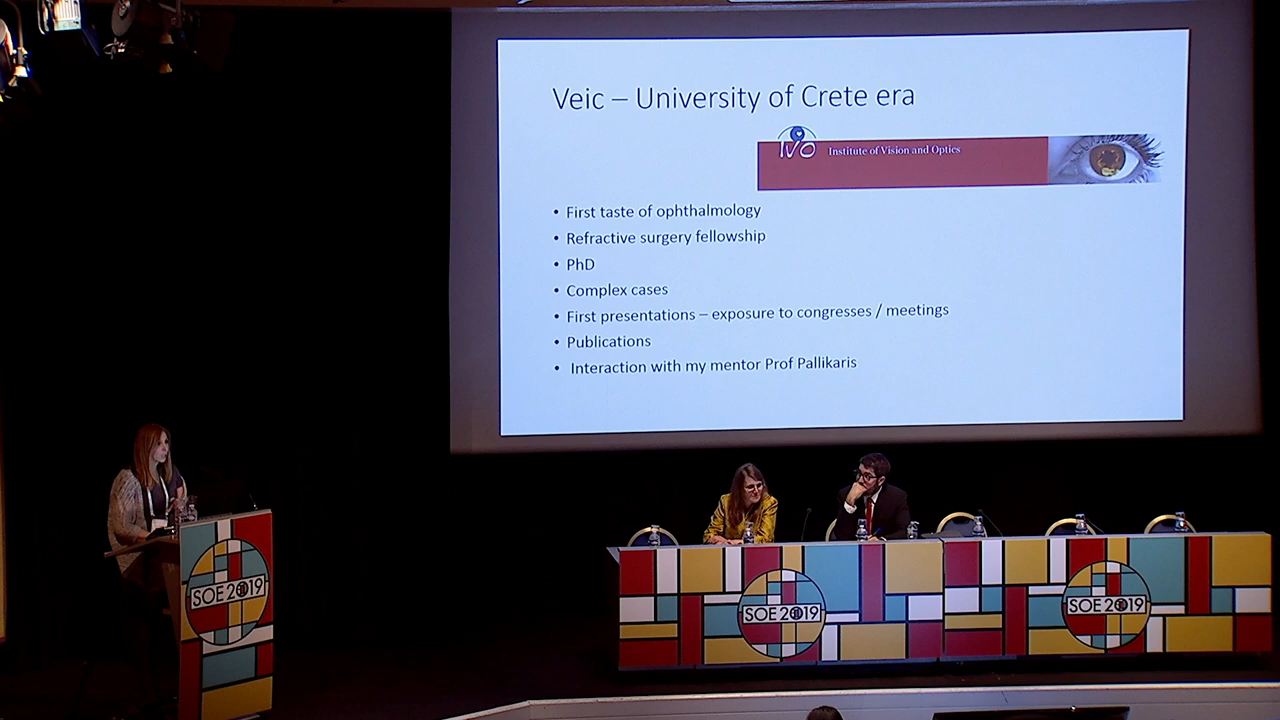 Veic – University of Crete era
IVO
Institute of Vision and Optics
• First taste of ophthalmology
• Refractive surgery fellowship
• PhD
• Complex cases
• First presentations – exposure to congresses / meetings
• Publications
• Interaction with my mentor Prof Pallikaris
SOE 2019
SOE 2019
SOE 2019